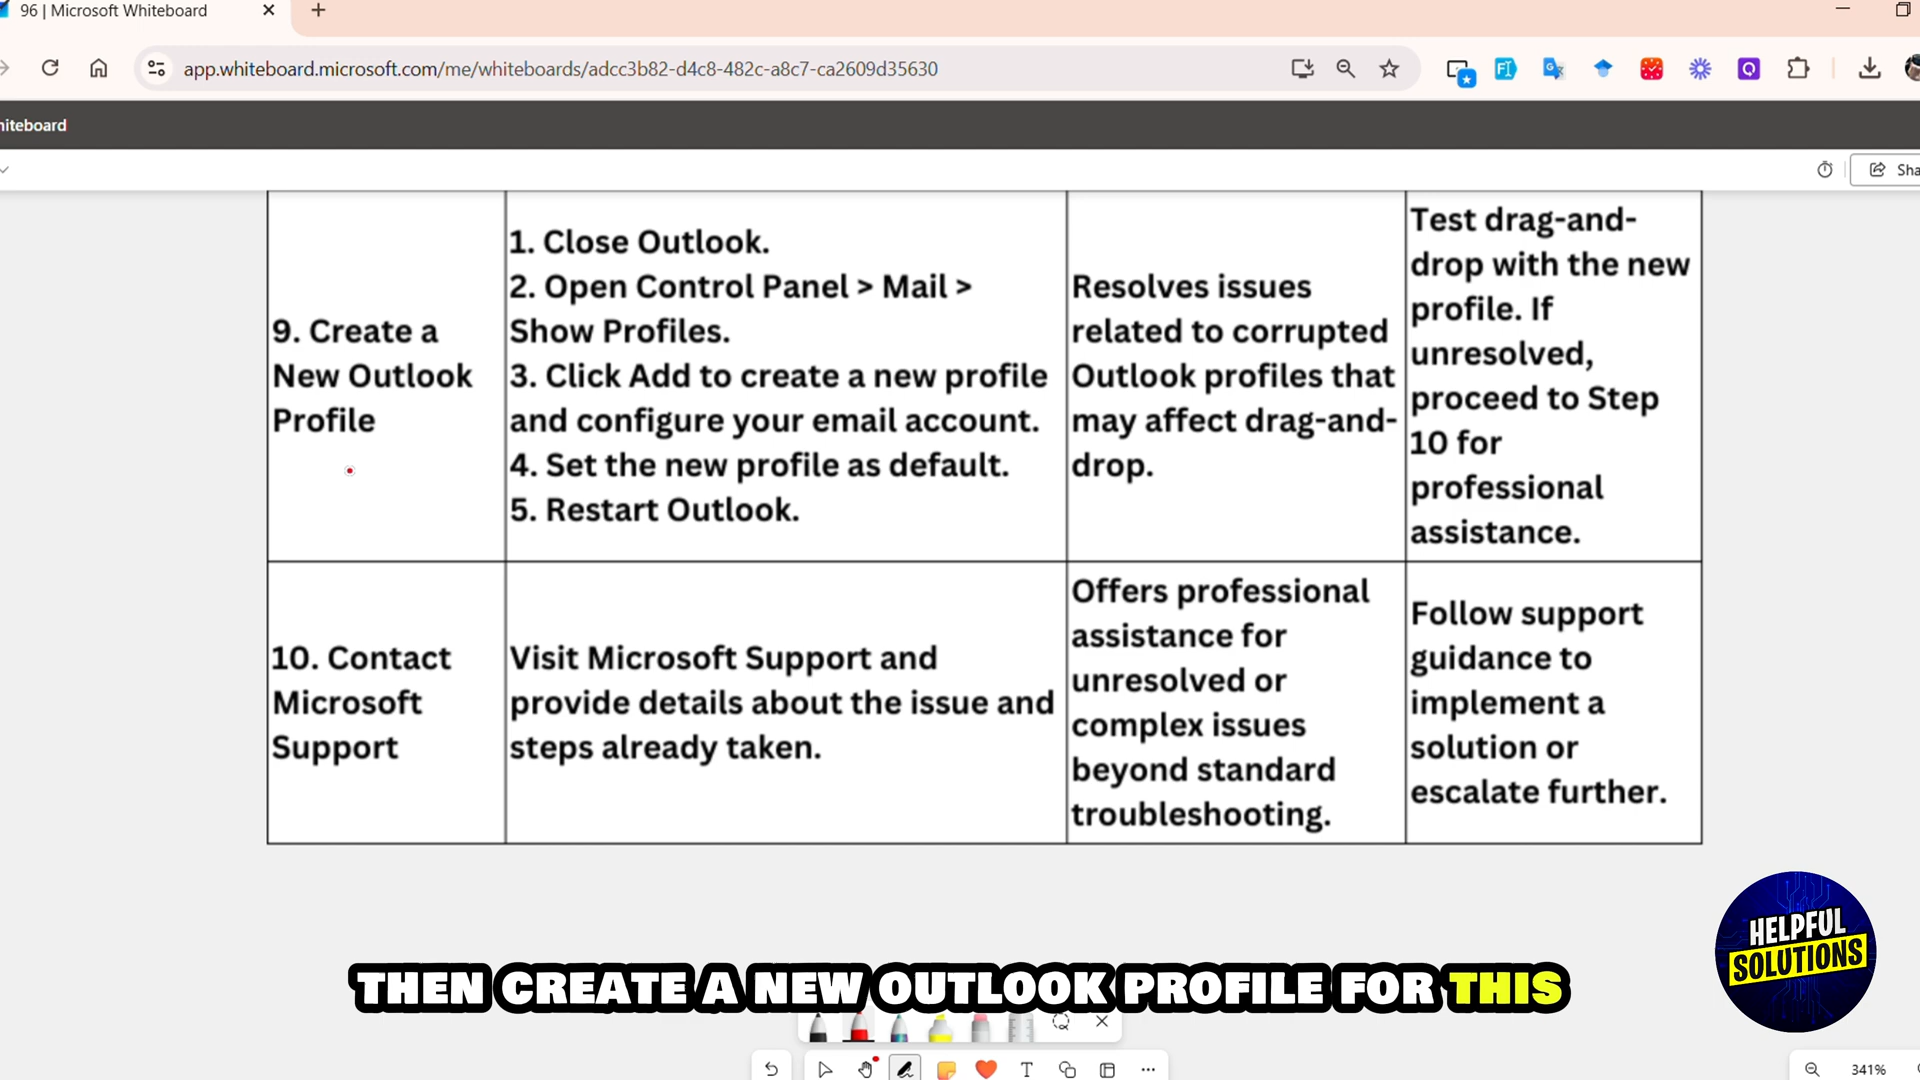 96 | Microsoft Whiteboard
app.whiteboard.microsoft.com/me/whiteboards/adcc3b82-d4c8-482c-a8c7-ca2609d35630
hiteboard
Sha
9. Create a
New Outlook
Profile
1. Close Outlook.
2. Open Control Panel > Mail >
Show Profiles.
3. Click Add to create a new profile
and configure your email account.
4. Set the new profile as default.
5. Restart Outlook.
Resolves issues
related to corrupted
Outlook profiles that
may affect drag-and-
drop.
Test drag-and-
drop with the new
profile. If
unresolved,
proceed to Step
10 for
professional
assistance.
10. Contact
Microsoft
Support
Visit Microsoft Support and
provide details about the issue and
steps already taken.
Offers professional
assistance for
unresolved or
complex issues
beyond standard
troubleshooting.
Follow support
guidance to
implement a
solution or
escalate further.
HELPFUL
SOLUTIONS
THEN CREATE A NEW OUTLOOK PROFILE FOR THIS
341%